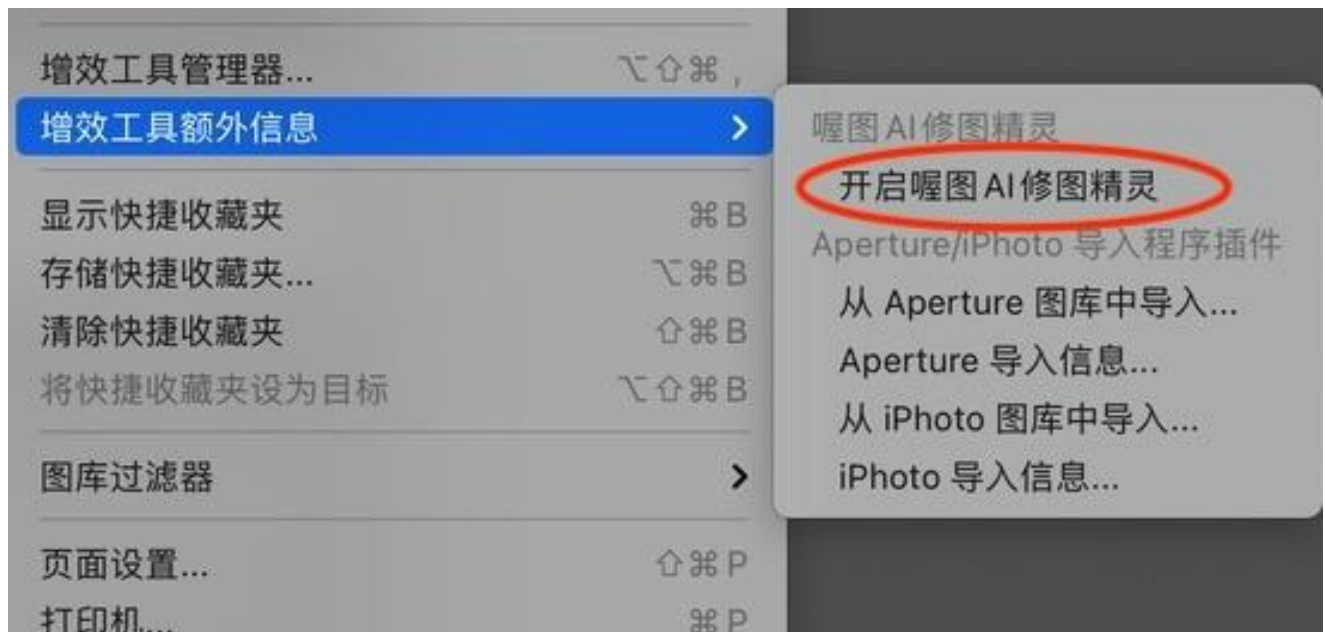 增效工具管理器... ⌥⇧⌘ ,
增效工具额外信息
显示快捷收藏夹 ⌘B
存储快捷收藏夹... ⌥⌘B
清除快捷收藏夹 ⇧⌘B
将快捷收藏夹设为目标 ⌥⇧⌘B
图库过滤器
页面设置... ⇧⌘P
打印机... ⌘P
喔图AI修图精灵
开启喔图AI修图精灵
Aperture/iPhoto 导入程序插件
从 Aperture 图库中导入...
Aperture 导入信息...
从 iPhoto 图库中导入...
iPhoto 导入信息...